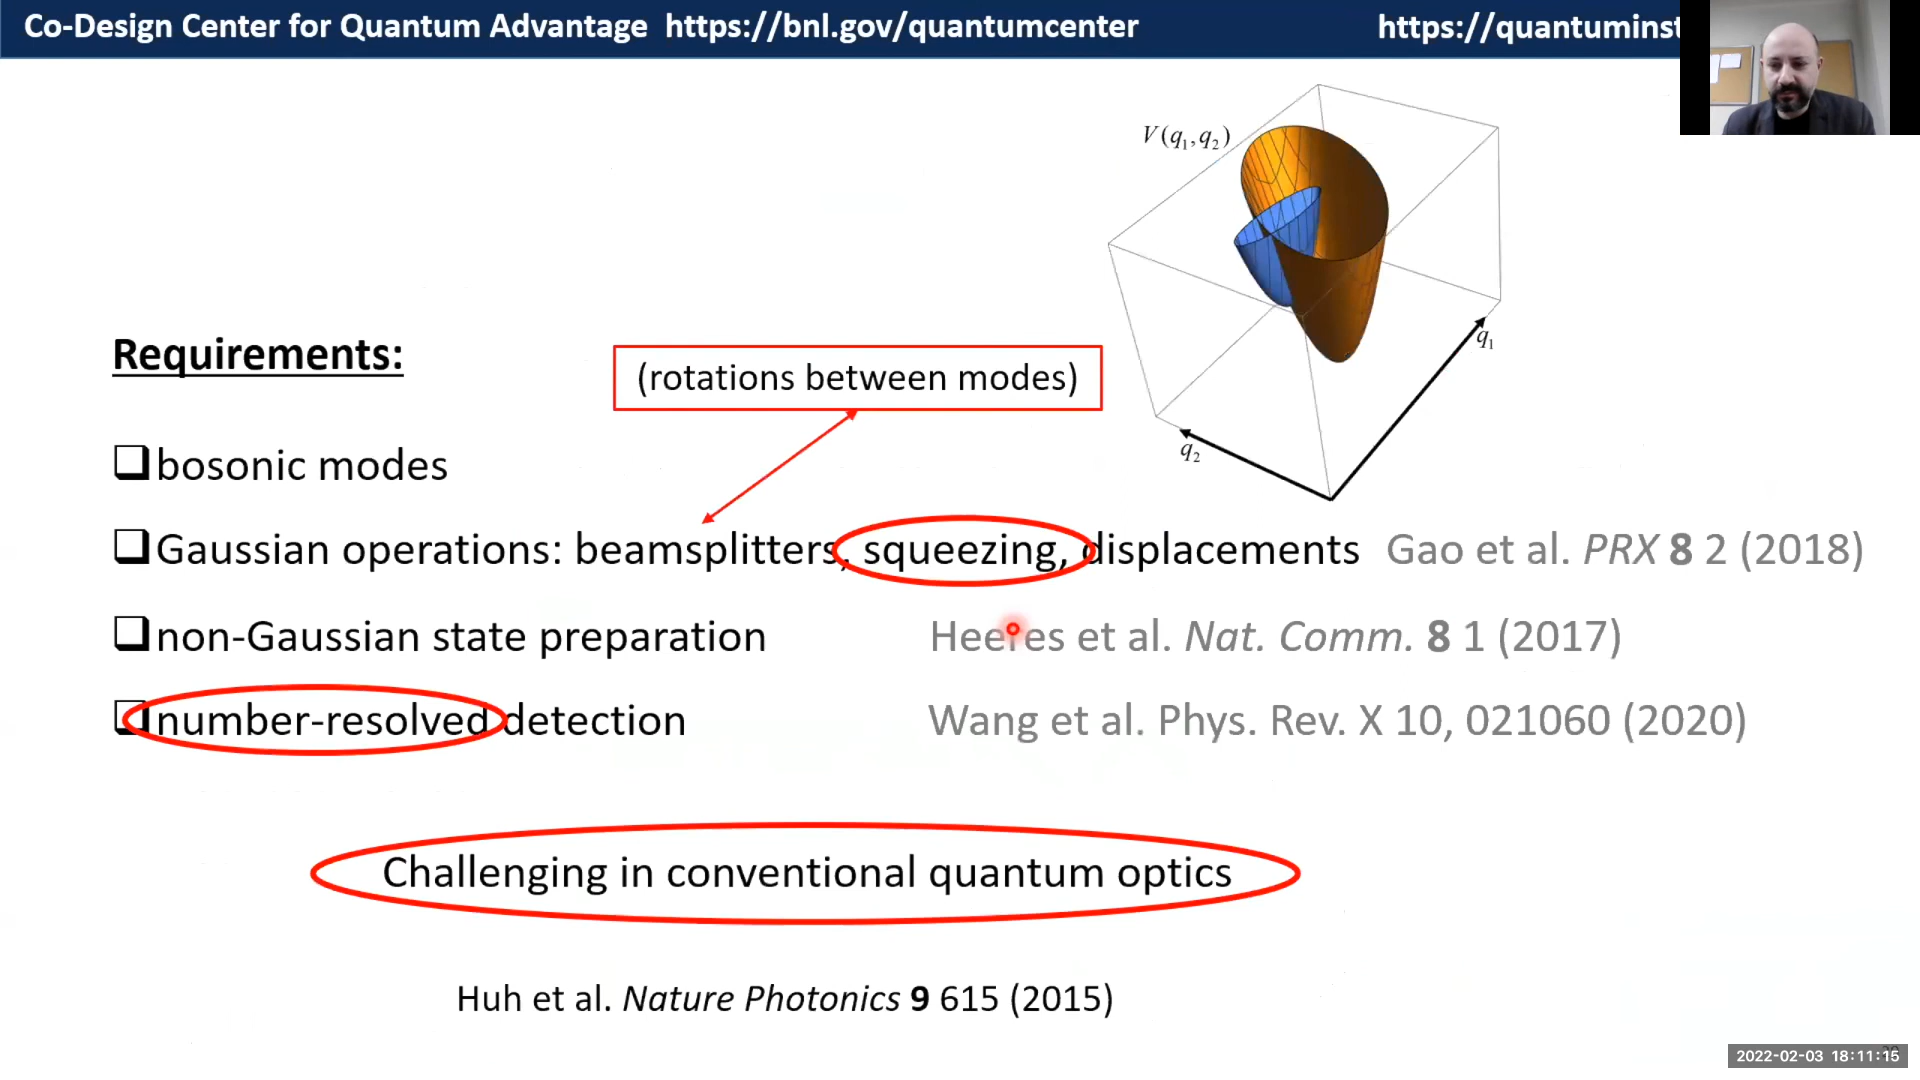 Co-Design Center for Quantum Advantage https://bnl.gov/quantumcenter https://quantuminst
V(q₁,q₂)
q₁
q₂
Requirements:
(rotations between modes)
❑bosonic modes
❑Gaussian operations: beamsplitters, squeezing, displacements Gao et al. PRX 8 2 (2018)
❑non-Gaussian state preparation Heeres et al. Nat. Comm. 8 1 (2017)
❑number-resolved detection Wang et al. Phys. Rev. X 10, 021060 (2020)
Challenging in conventional quantum optics
Huh et al. Nature Photonics 9 615 (2015)
2022-02-03 18:11:15